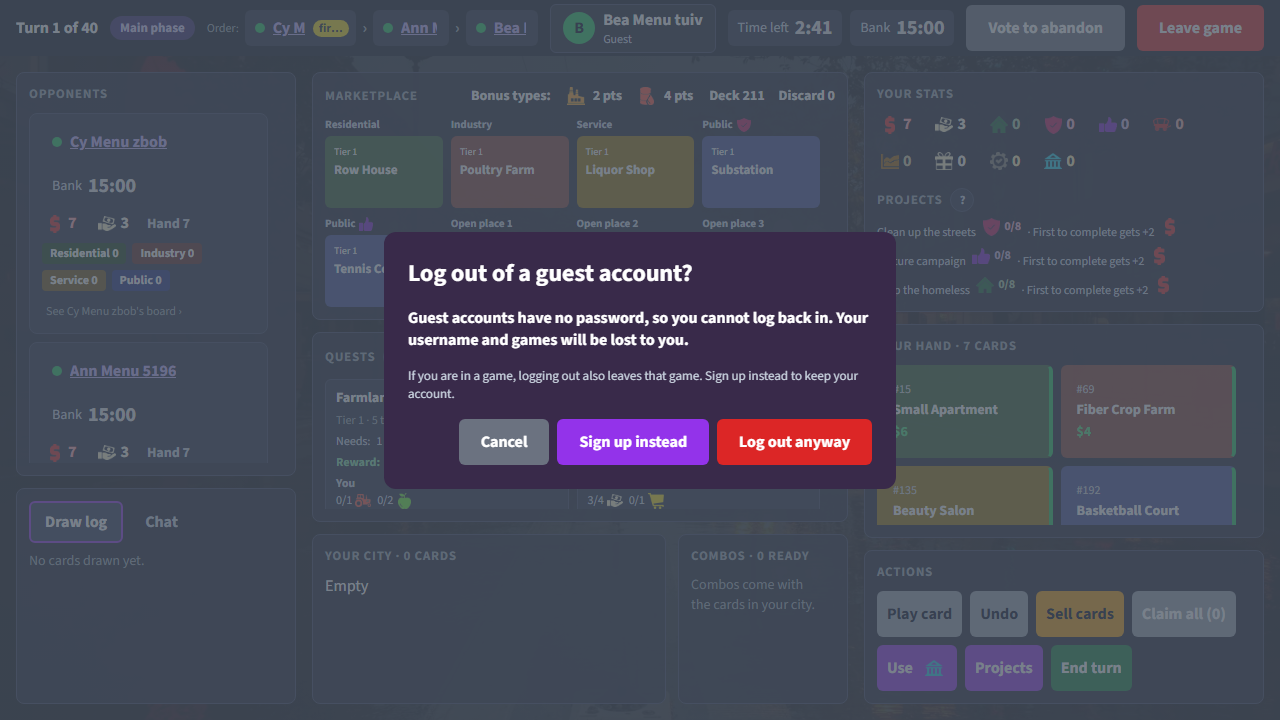 Turn 1 of 40
Main phase
Order:
Cy M
fir...
›
Ann
›
Bea
B
Bea Menu tuiv
Guest
Time left 2:41
Bank 15:00
Vote to abandon
Leave game
OPPONENTS
Cy Menu zbob
Bank 15:00
7
3
Hand 7
Residential 0
Industry 0
Service 0
Public 0
See Cy Menu zbob's board ›
Ann Menu 5196
Bank 15:00
7
3
Hand 7
Draw log
Chat
No cards drawn yet.
MARKETPLACE
Bonus types:
2 pts
4 pts
Deck 211
Discard 0
Residential
Industry
Service
Public
Tier 1
Row House
Tier 1
Poultry Farm
Tier 1
Liquor Shop
Tier 1
Substation
Public
Open place 1
Open place 2
Open place 3
Tier 1
Tennis
QUESTS
Tier 1 · 5
Needs: 1
Reward:
You
0/1
0/2
3/4
0/1
Log out of a guest account?
Guest accounts have no password, so you cannot log back in. Your
username and games will be lost to you.
If you are in a game, logging out also leaves that game. Sign up instead to keep your
account.
Cancel
Sign up instead
Log out anyway
YOUR CITY · 0 CARDS
Empty
COMBOS · 0 READY
Combos come with
the cards in your city.
YOUR STATS
7
3
0
0
0
0
0
0
0
0
PROJECTS
?
Clean up the streets 0/8 · First to complete gets +2
campaign 0/8 · First to complete gets +2
the homeless 0/8 · First to complete gets +2
HAND · 7 CARDS
#15
Small Apartment
$6
#69
Fiber Crop Farm
$4
#135
Beauty Salon
#192
Basketball Court
ACTIONS
Play card
Undo
Sell cards
Claim all (0)
Use
Projects
End turn